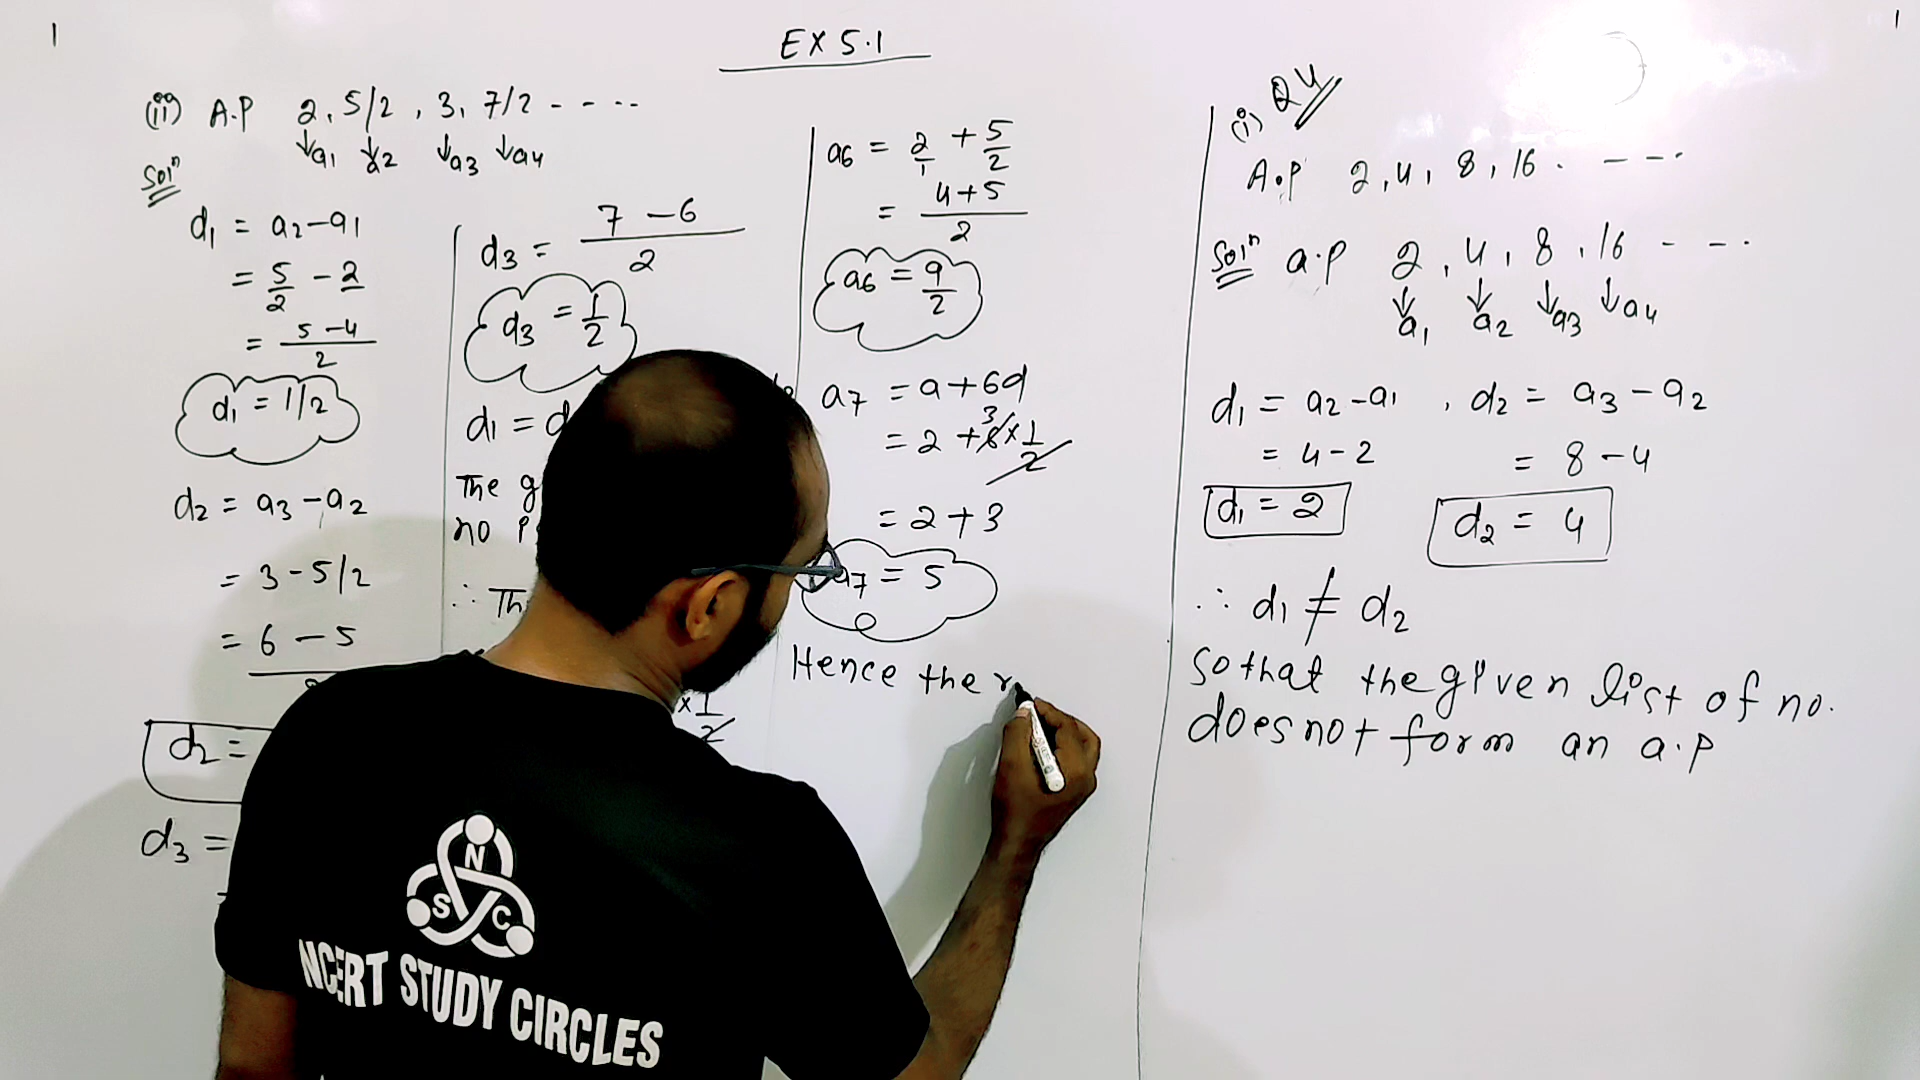 EX 5.1
1
1
(ii) A.P 2, 5/2, 3, 7/2 - - - -
↓a1 ↓a2 ↓a3 ↓a4
Solⁿ
d1 = a2-a1
= 5/2 - 2
= 5-4/2
d1 = 1/2
d2 = a3-a2
= 3-5/2
= 6-5
d2 =
d3 =
d3 = 7-6/2
d3 = 1/2
d1 = d
The g
no
∴ Th
×1/2
a6 = 2/1 + 5/2
= 4+5/2
a6 = 9/2
a7 = a+6d
= 2 + 6 3 × 1/2
= 2+3
a7 = 5
Hence the
Q4
(i)
A.P 2, 4, 8, 16. - - -
Solⁿ a.p 2, 4, 8, 16 - - -
↓a1 ↓a2 ↓a3 ↓a4
d1 = a2-a1, d2 = a3-a2
= 4-2 = 8-4
d1 = 2 d2 = 4
∴ d1 ≠ d2
So that the given list of no.
does not form an a.p
N
S C
NCERT STUDY CIRCLES